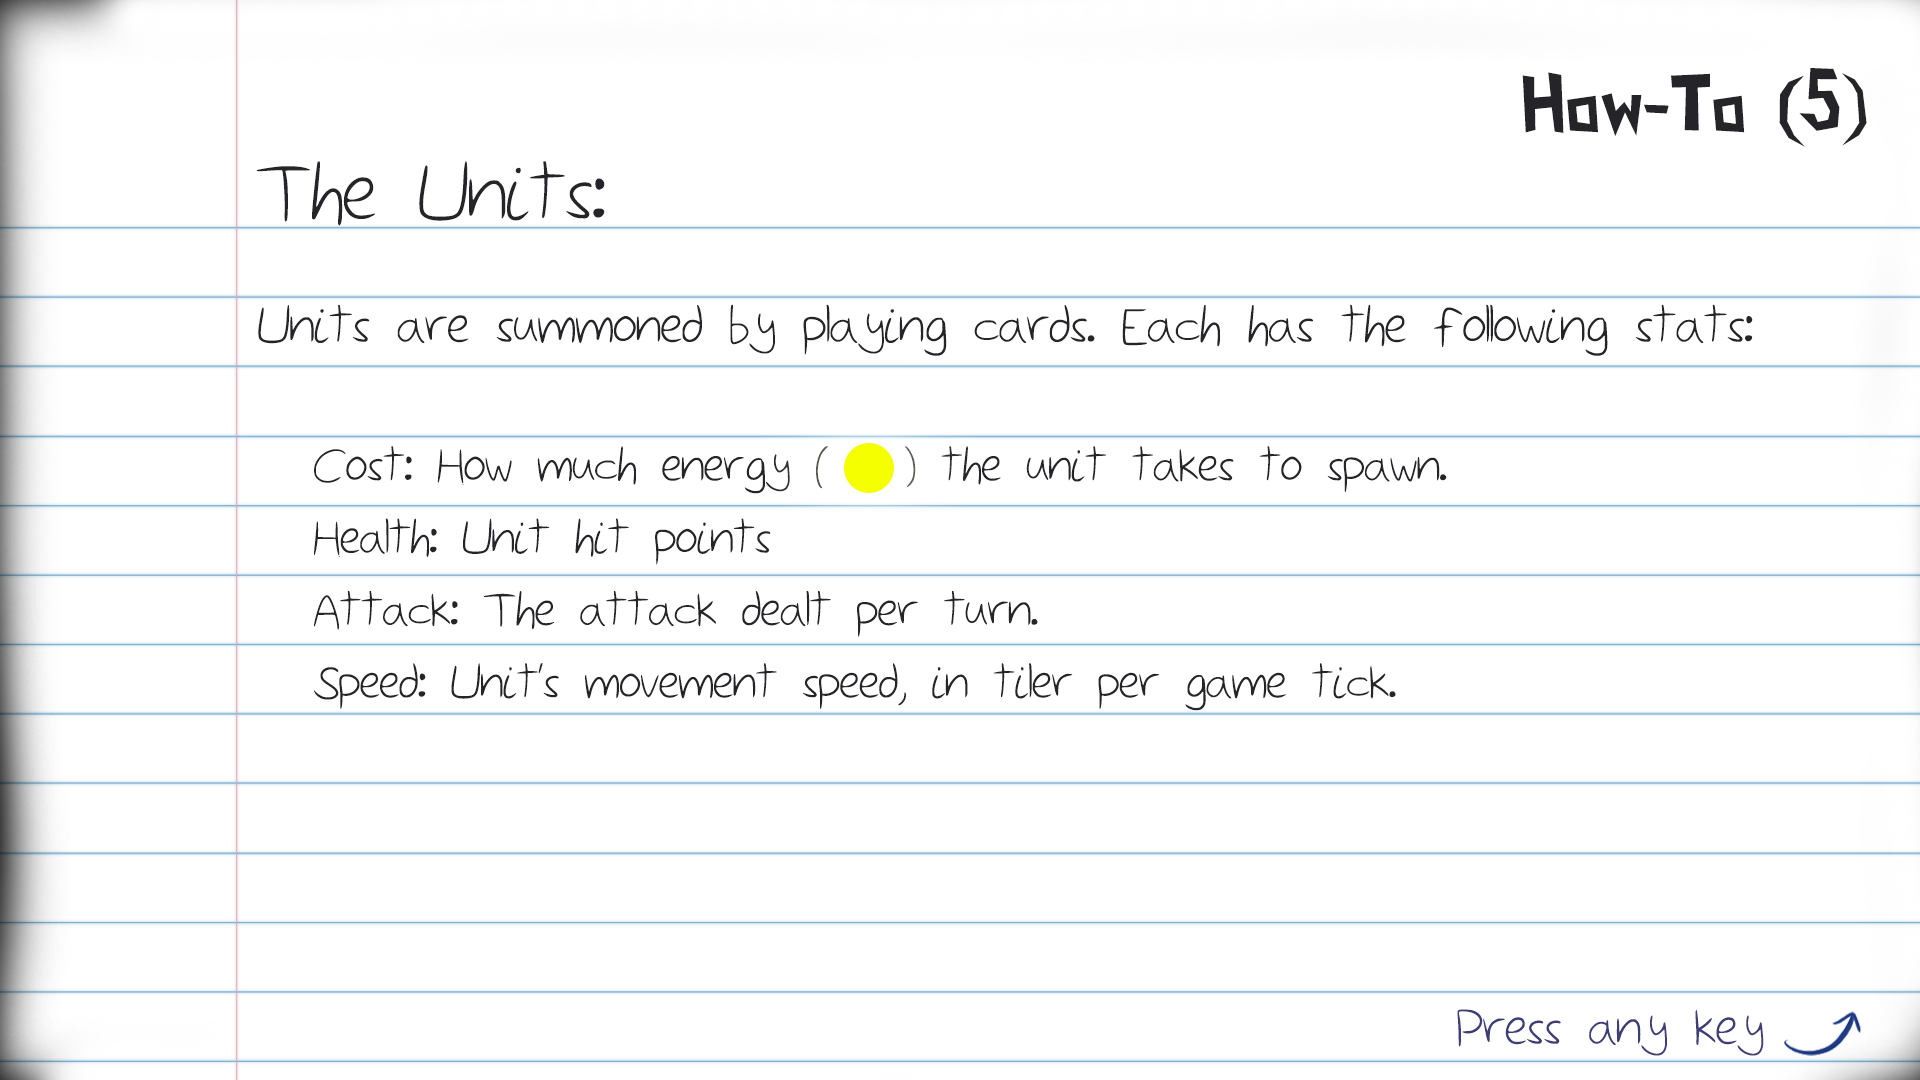 How-To (5)
The Units:
Units are summoned by playing cards. Each has the following stats:
Cost: How much energy ( ) the unit takes to spawn.
Health: Unit hit points
Attack: The attack dealt per turn.
Speed: Unit's movement speed, in tiler per game tick.
Press any key